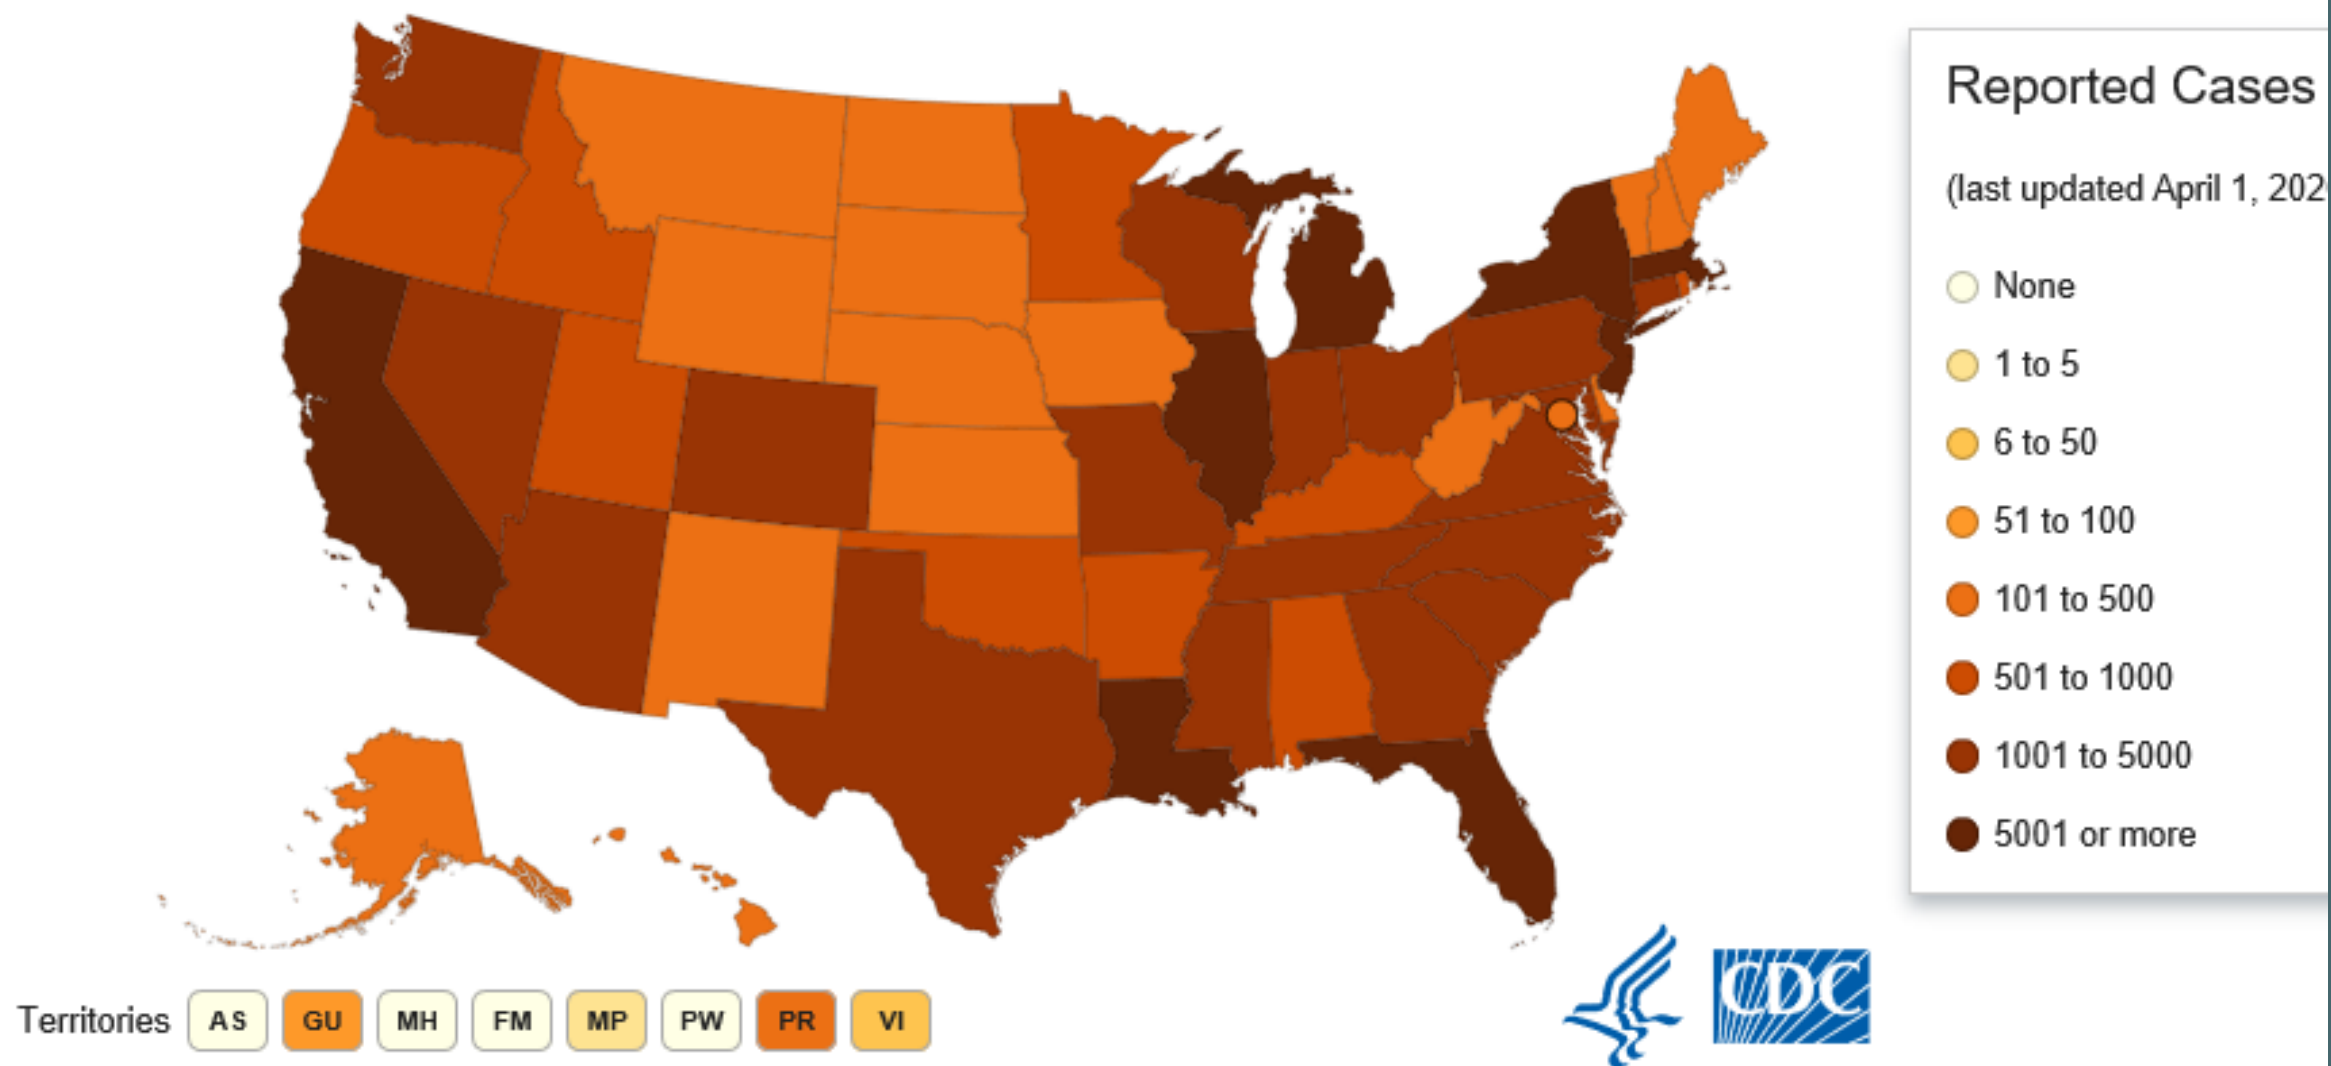 Reported Cases
(last updated April 1, 202
None
1 to 5
6 to 50
51 to 100
101 to 500
501 to 1000
1001 to 5000
5001 or more
Territories AS GU MH FM MP PW PR VI
CDC